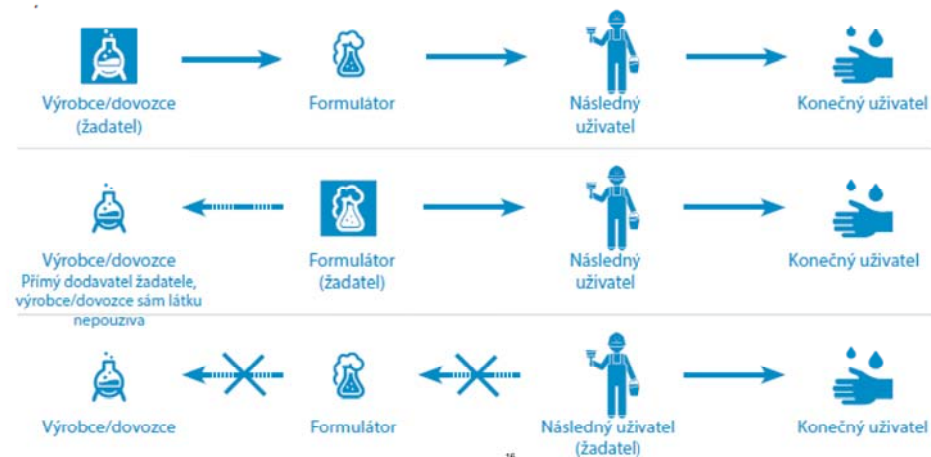 Výrobce/dovozce
(žadatel)
Formulátor
Následný
uživatel
Konečný uživatel
Výrobce/dovozce
Přímý dodavatel žadatele,
výrobce/dovozce sám látku
nepoužívá
Formulátor
(žadatel)
Následný
uživatel
Konečný uživatel
Výrobce/dovozce
Formulátor
Následný uživatel
(žadatel)
Konečný uživatel
16